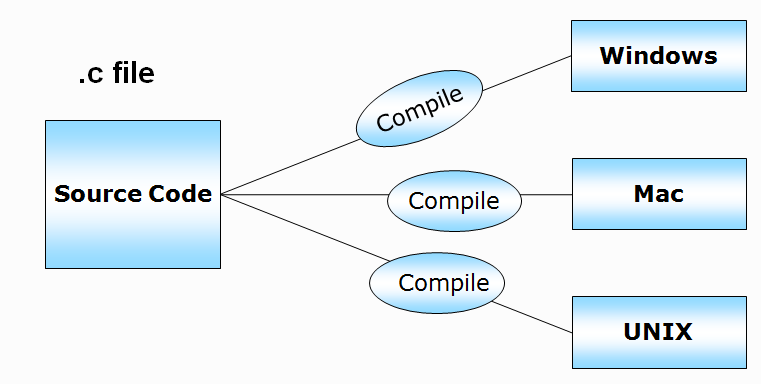 .c file
Source Code
Compile
Windows
Compile
Mac
Compile
UNIX